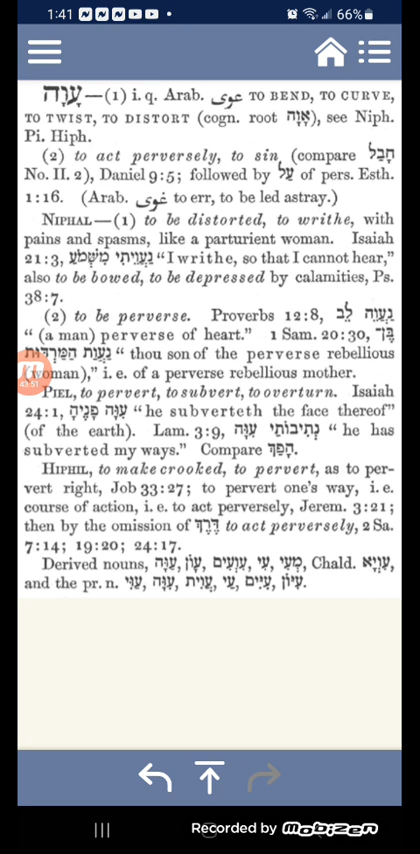 1:41
66%
עָוָה—(1) i. q. Arab. عوى TO BEND, TO CURVE,
TO TWIST, TO DISTORT (cogn. root אָוָה), see Niph.
Pi. Hiph.
(2) to act perversely, to sin (compare חָבַל
No. II. 2), Daniel 9:5; followed by עַל of pers. Esth.
1:16. (Arab. غوى to err, to be led astray.)
NIPHAL—(1) to be distorted, to writhe, with
pains and spasms, like a parturient woman. Isaiah
21:3, נַעֲוֵיתִי מִשְּׁמֹעַ "I writhe, so that I cannot hear,"
also to be bowed, to be depressed by calamities, Ps.
38:7.
(2) to be perverse. Proverbs 12:8, נַעֲוֵה לֵב
"(a man) perverse of heart." 1 Sam. 20:30, בֶּן־
נַעֲוַת הַמַּרְדּוּת "thou son of the perverse rebellious
(woman)," i. e. of a perverse rebellious mother.
43:51
PIEL, to pervert, to subvert, to overturn. Isaiah
24:1, עִוָּה פָנֶיהָ "he subverteth the face thereof"
(of the earth). Lam. 3:9, נְתִיבוֹתַי עִוָּה "he has
subverted my ways." Compare הָפַךְ.
HIPHIL, to make crooked, to pervert, as to per-
vert right, Job 33:27; to pervert one's way, i. e.
course of action, i. e. to act perversely, Jerem. 3:21;
then by the omission of דֶּרֶךְ to act perversely, 2 Sa.
7:14; 19:20; 24:17.
Derived nouns, עַוָּה, עָוֹן, עִוְעִים, עִי, מְעִי, Chald. עֲוָיָא,
and the pr. n. עִיּוֹן, עִיִּים, עַי, עֲוִית, עַוָּה, עַוִּי.
Recorded by
Mobizen